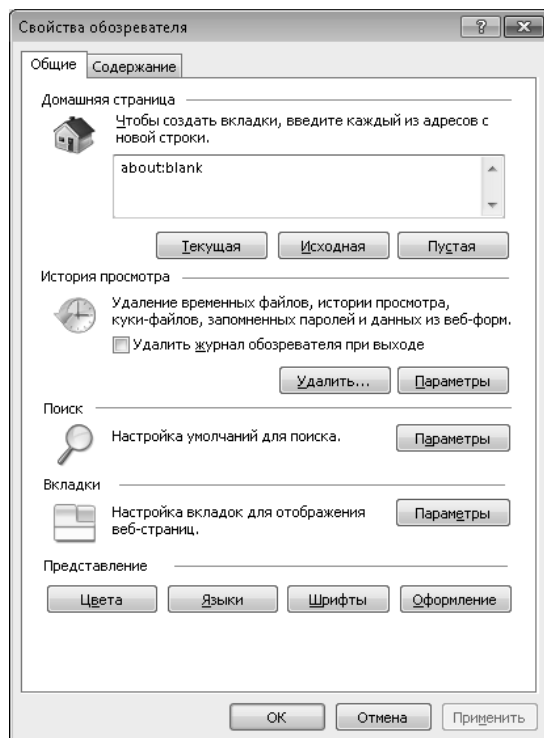 Свойства обозревателя
Общие Содержание
Домашняя страница
Чтобы создать вкладки, введите каждый из адресов с
новой строки.
about:blank
Текущая Исходная Пустая
История просмотра
Удаление временных файлов, истории просмотра,
куки-файлов, запомненных паролей и данных из веб-форм.
Удалить журнал обозревателя при выходе
Удалить... Параметры
Поиск
Настройка умолчаний для поиска.
Параметры
Вкладки
Настройка вкладок для отображения
веб-страниц.
Параметры
Представление
Цвета Языки Шрифты Оформление
ОК Отмена Применить